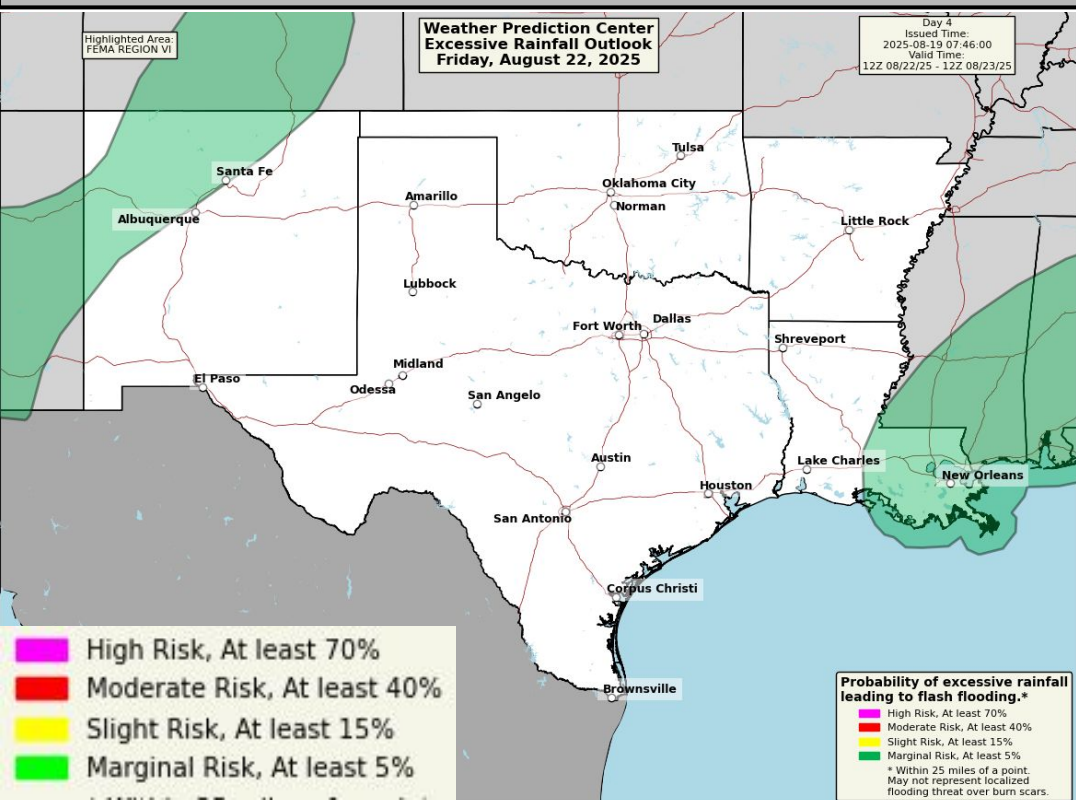 Highlighted Area:
FEMA REGION VI
Weather Prediction Center
Excessive Rainfall Outlook
Friday, August 22, 2025
Day 4
Issued Time:
2025-08-19 07:46:00
Valid Time:
12Z 08/22/25 - 12Z 08/23/25
Tulsa
Santa Fe
Oklahoma City
Amarillo
Norman
Albuquerque
Little Rock
Lubbock
Dallas
Fort Worth
Shreveport
Midland
El Paso
Odessa
San Angelo
Austin
Lake Charles
New Orleans
Houston
San Antonio
Corpus Christi
Brownsville
High Risk, At least 70%
Moderate Risk, At least 40%
Slight Risk, At least 15%
Marginal Risk, At least 5%
Probability of excessive rainfall
leading to flash flooding.*
High Risk, At least 70%
Moderate Risk, At least 40%
Slight Risk, At least 15%
Marginal Risk, At least 5%
* Within 25 miles of a point.
May not represent localized
flooding threat over burn scars.